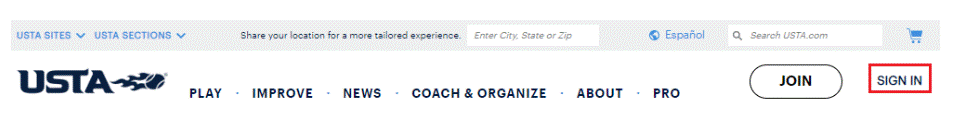 USTA SITES USTA SECTIONS Share your location for a more tailored experience. Enter City, State or Zip Español Search USTA.com
USTA PLAY · IMPROVE · NEWS · COACH & ORGANIZE · ABOUT · PRO JOIN SIGN IN